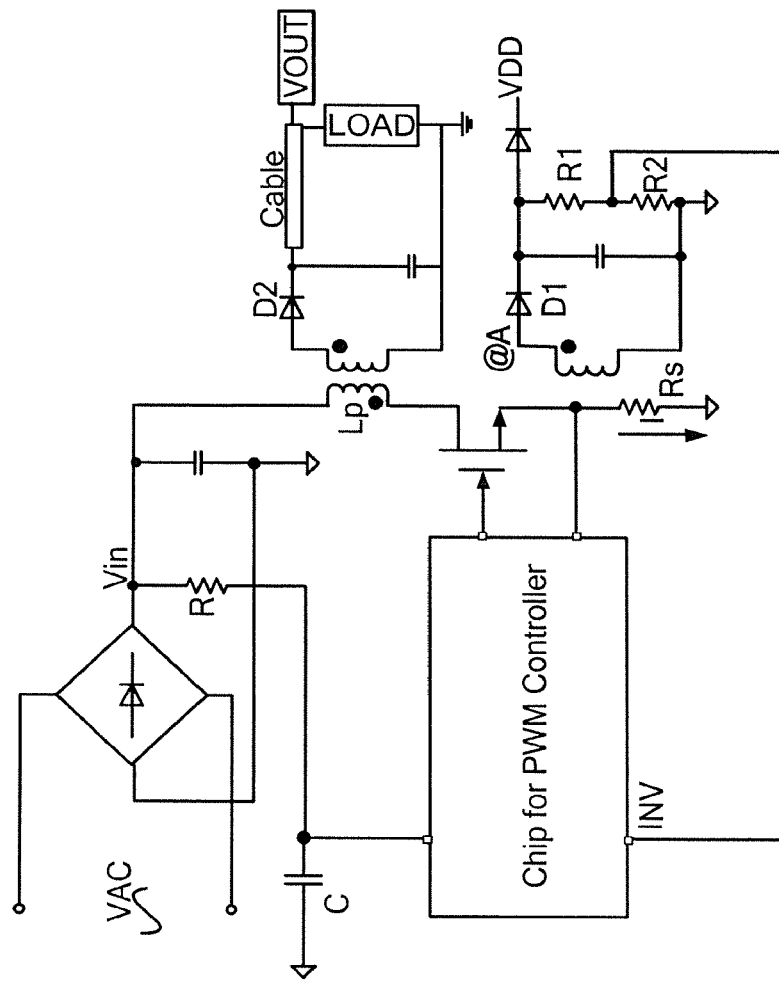 VAC
Vin
R
C
Chip for PWM Controller
INV
Lp
D2
Cable
VOUT
LOAD
@A
D1
R1
R2
VDD
Rs
I